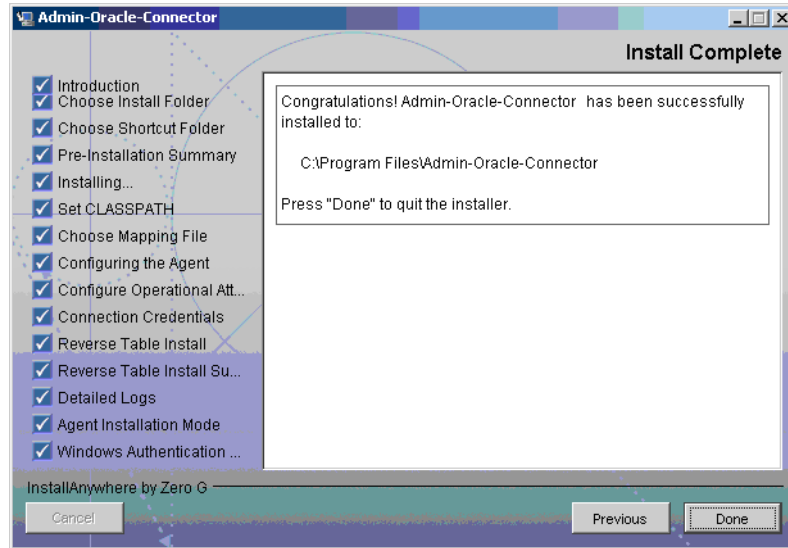 Admin-Oracle-Connector
Install Complete
Introduction
Choose Install Folder
Choose Shortcut Folder
Pre-Installation Summary
Installing...
Set CLASSPATH
Choose Mapping File
Configuring the Agent
Configure Operational Att...
Connection Credentials
Reverse Table Install
Reverse Table Install Su...
Detailed Logs
Agent Installation Mode
Windows Authentication ...
Congratulations! Admin-Oracle-Connector has been successfully
installed to:
C:\Program Files\Admin-Oracle-Connector
Press "Done" to quit the installer.
InstallAnywhere by Zero G
Cancel
Previous
Done